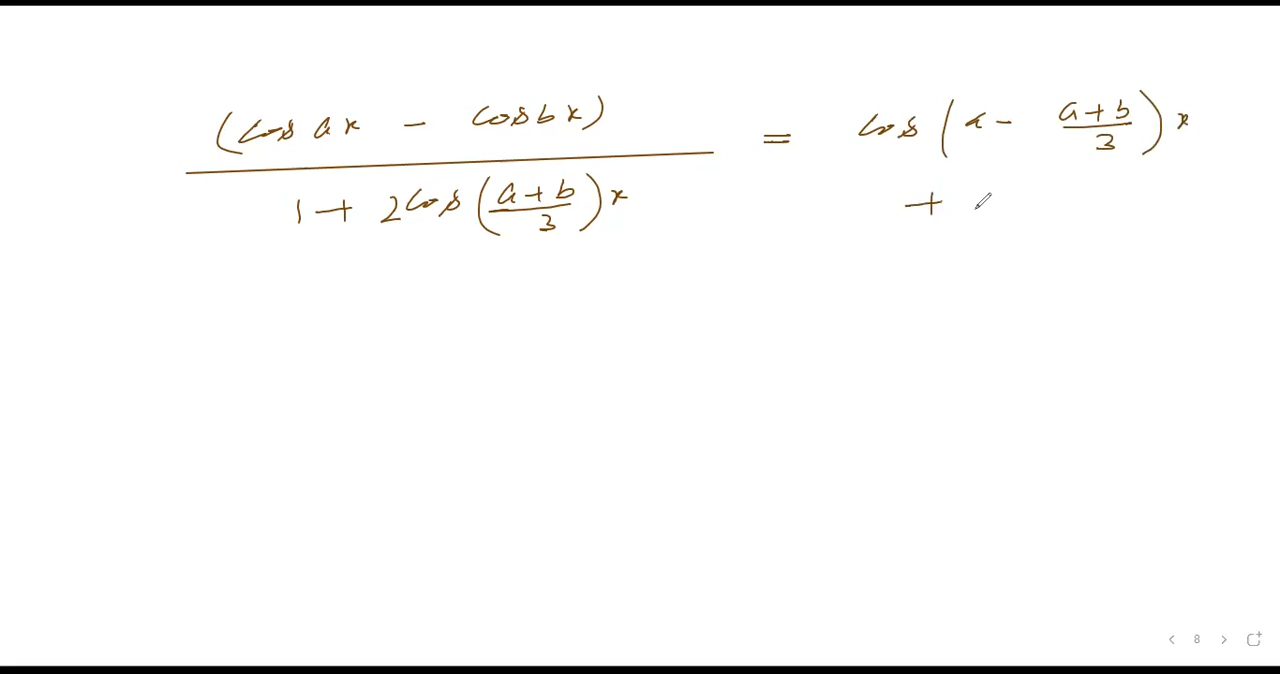 (cos ax - cos bx) / 1 + 2cos((a+b)/3)x = cos(a - (a+b)/3)x
+
8